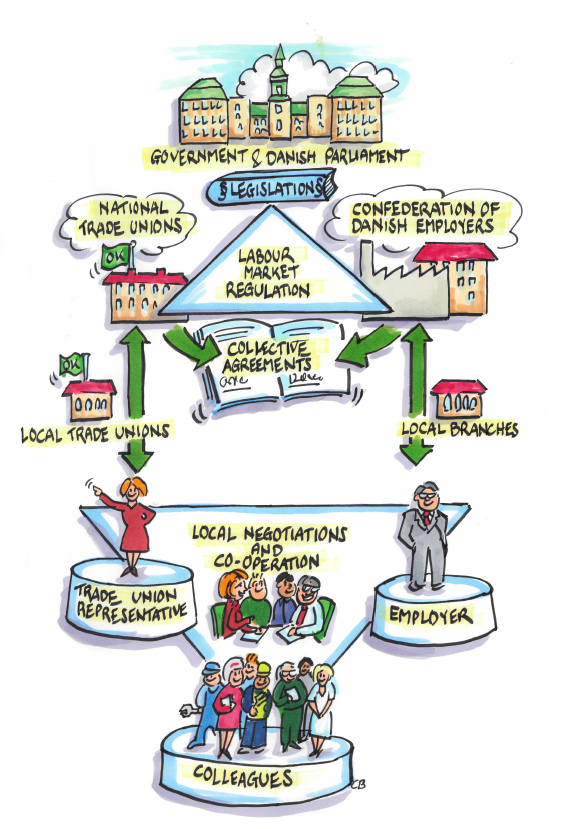 GOVERNMENT & DANISH PARLIAMENT
§ LEGISLATION §
NATIONAL
TRADE UNIONS
CONFEDERATION OF
DANISH EMPLOYERS
OK
LABOUR
MARKET
REGULATION
COLLECTIVE
AGREEMENTS
OK
LOCAL TRADE UNIONS
LOCAL BRANCHES
LOCAL NEGOTIATIONS
AND
CO-OPERATION
TRADE UNION
REPRESENTATIVE
EMPLOYER
COLLEAGUES
CB